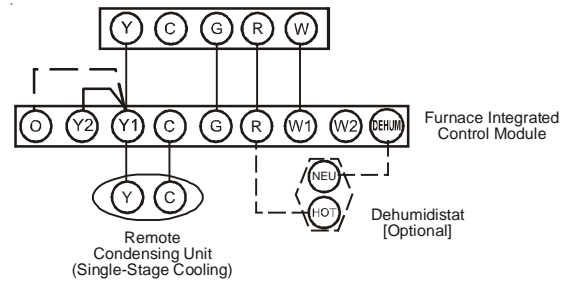 Y C G R W
O Y2 Y1 C G R W1 W2 DEHUM
Furnace Integrated
Control Module
NEU
HOT
Y C
Dehumidistat
[Optional]
Remote
Condensing Unit
(Single-Stage Cooling)